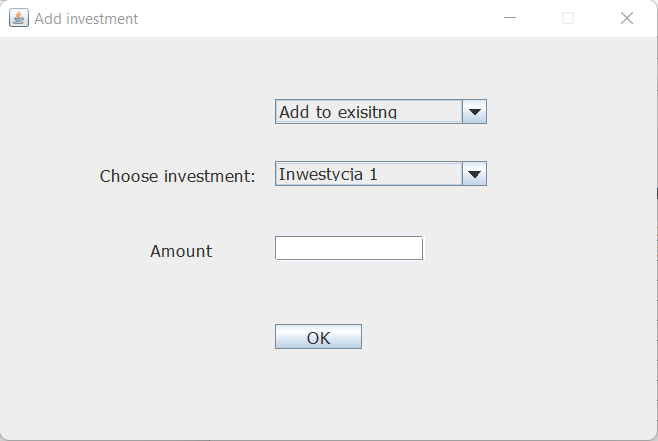 Add investment
Add to exisitng
Choose investment: Inwestycja 1
Amount
OK